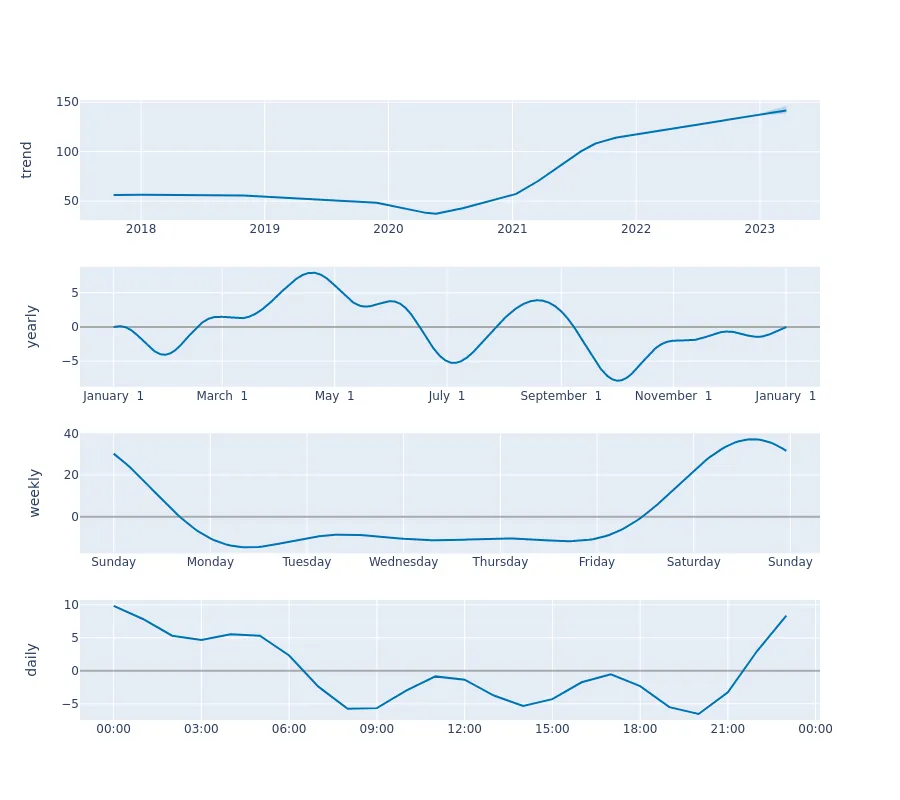 trend
150
100
50
2018 2019 2020 2021 2022 2023
yearly
5
0
−5
January 1 March 1 May 1 July 1 September 1 November 1 January 1
weekly
40
20
0
Sunday Monday Tuesday Wednesday Thursday Friday Saturday Sunday
daily
10
5
0
−5
00:00 03:00 06:00 09:00 12:00 15:00 18:00 21:00 00:00